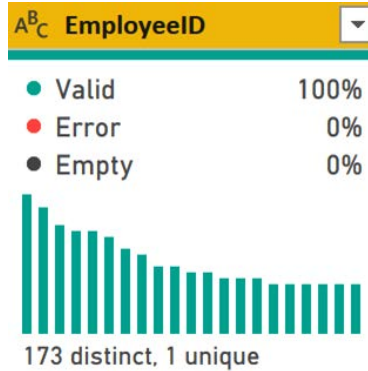 ABC EmployeeID
Valid 100%
Error 0%
Empty 0%
173 distinct, 1 unique